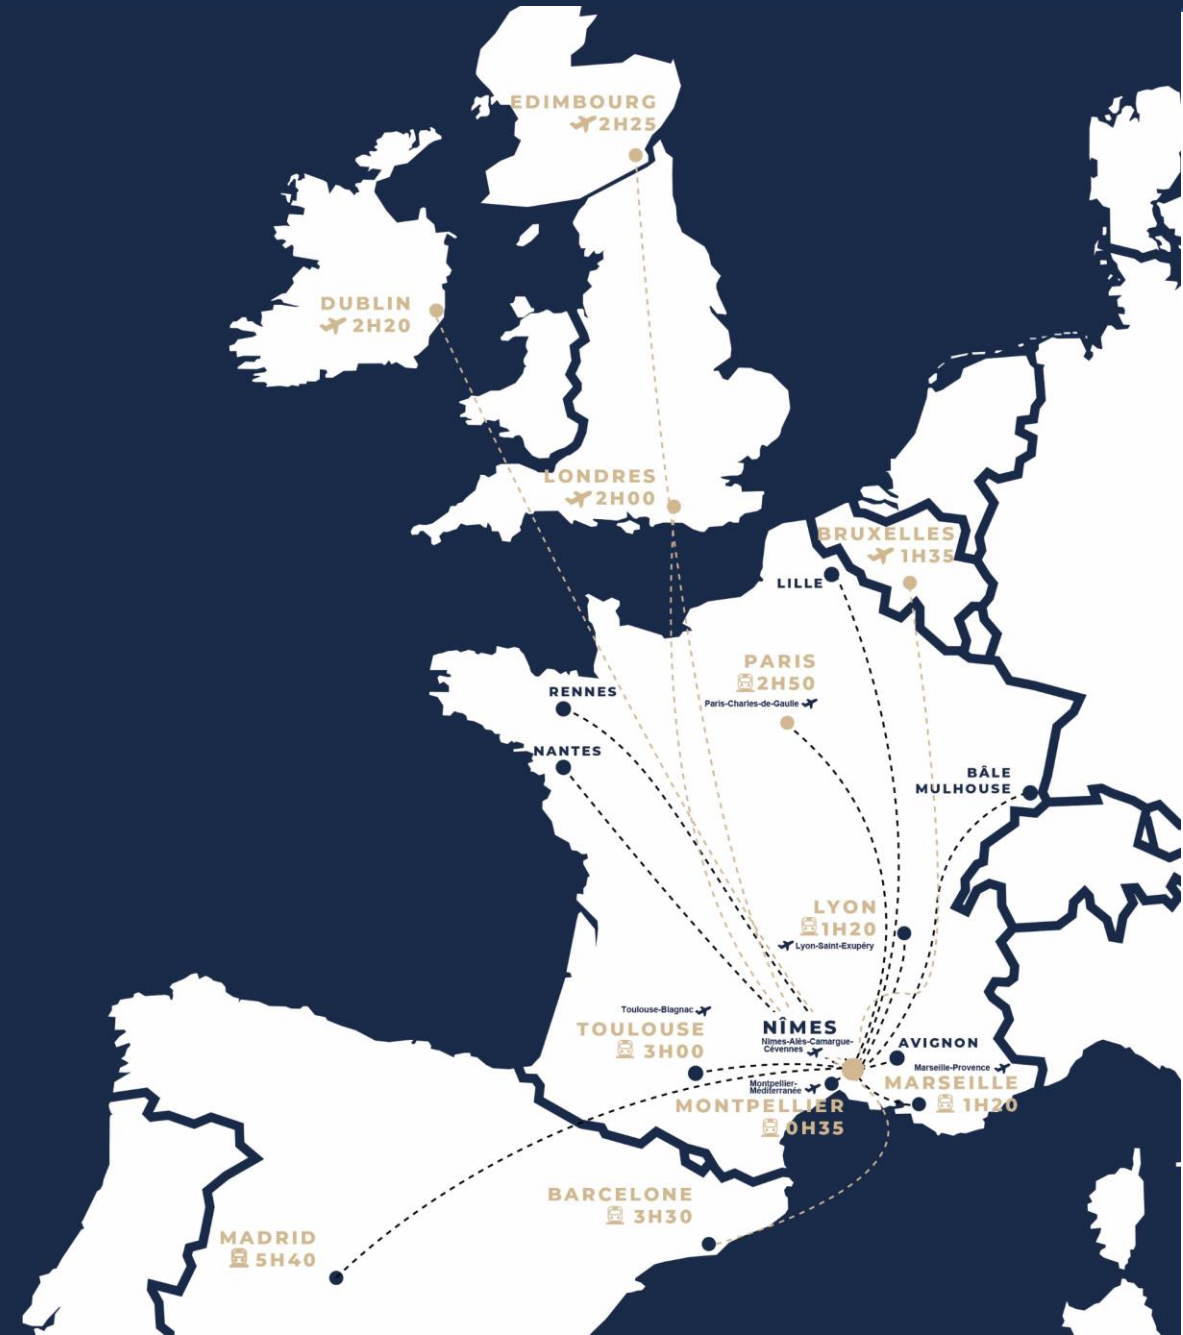 EDIMBOURG
2H25
DUBLIN
2H20
LONDRES
2H00
BRUXELLES
1H35
LILLE
PARIS
2H50
Paris-Charles-de-Gaulle
RENNES
NANTES
BÂLE
MULHOUSE
LYON
1H20
Lyon-Saint-Exupéry
Toulouse-Blagnac
TOULOUSE
3H00
NÎMES
Nîmes-Alès-Camargue-
Cévennes
AVIGNON
Marseille-Provence
MARSEILLE
1H20
Montpellier-
Méditerranée
MONTPELLIER
0H35
BARCELONE
3H30
MADRID
5H40